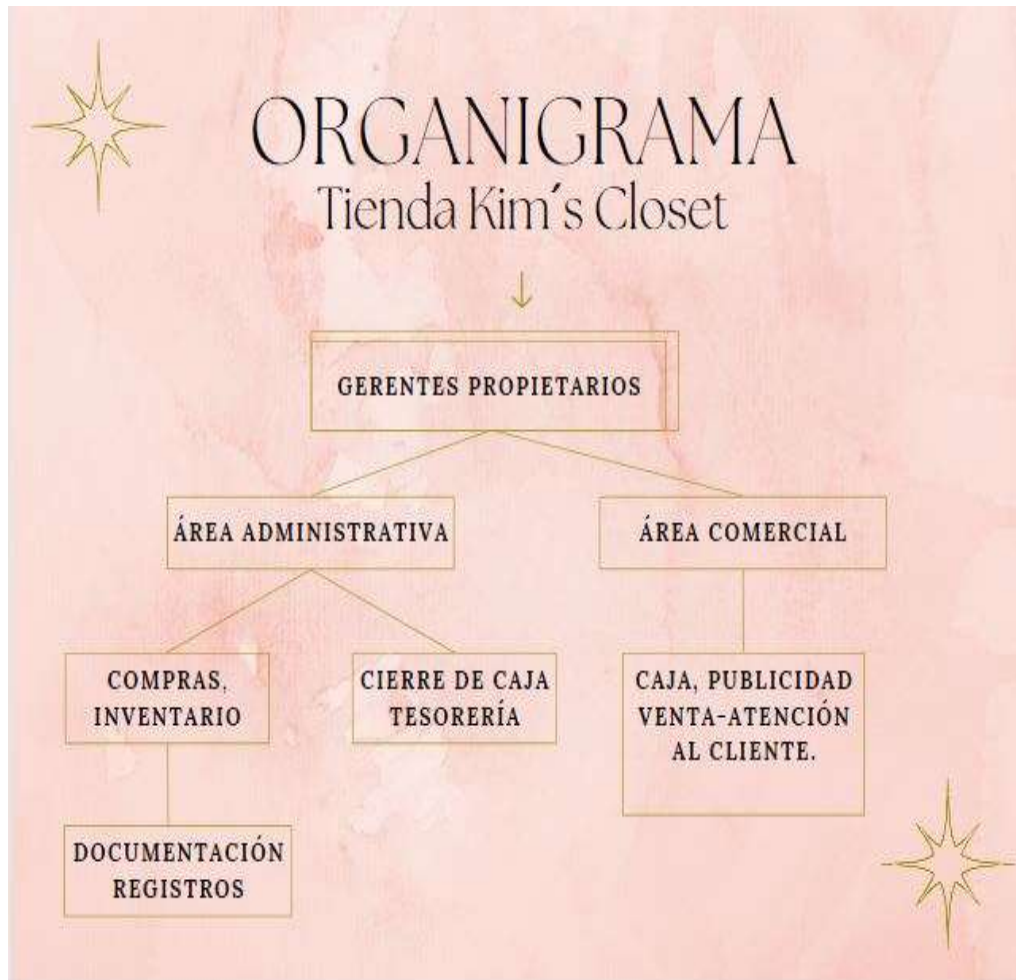 ORGANIGRAMA
Tienda Kim´s Closet
GERENTES PROPIETARIOS
ÁREA ADMINISTRATIVA
ÁREA COMERCIAL
COMPRAS,
INVENTARIO
CIERRE DE CAJA
TESORERÍA
CAJA, PUBLICIDAD
VENTA-ATENCIÓN
AL CLIENTE.
DOCUMENTACIÓN
REGISTROS